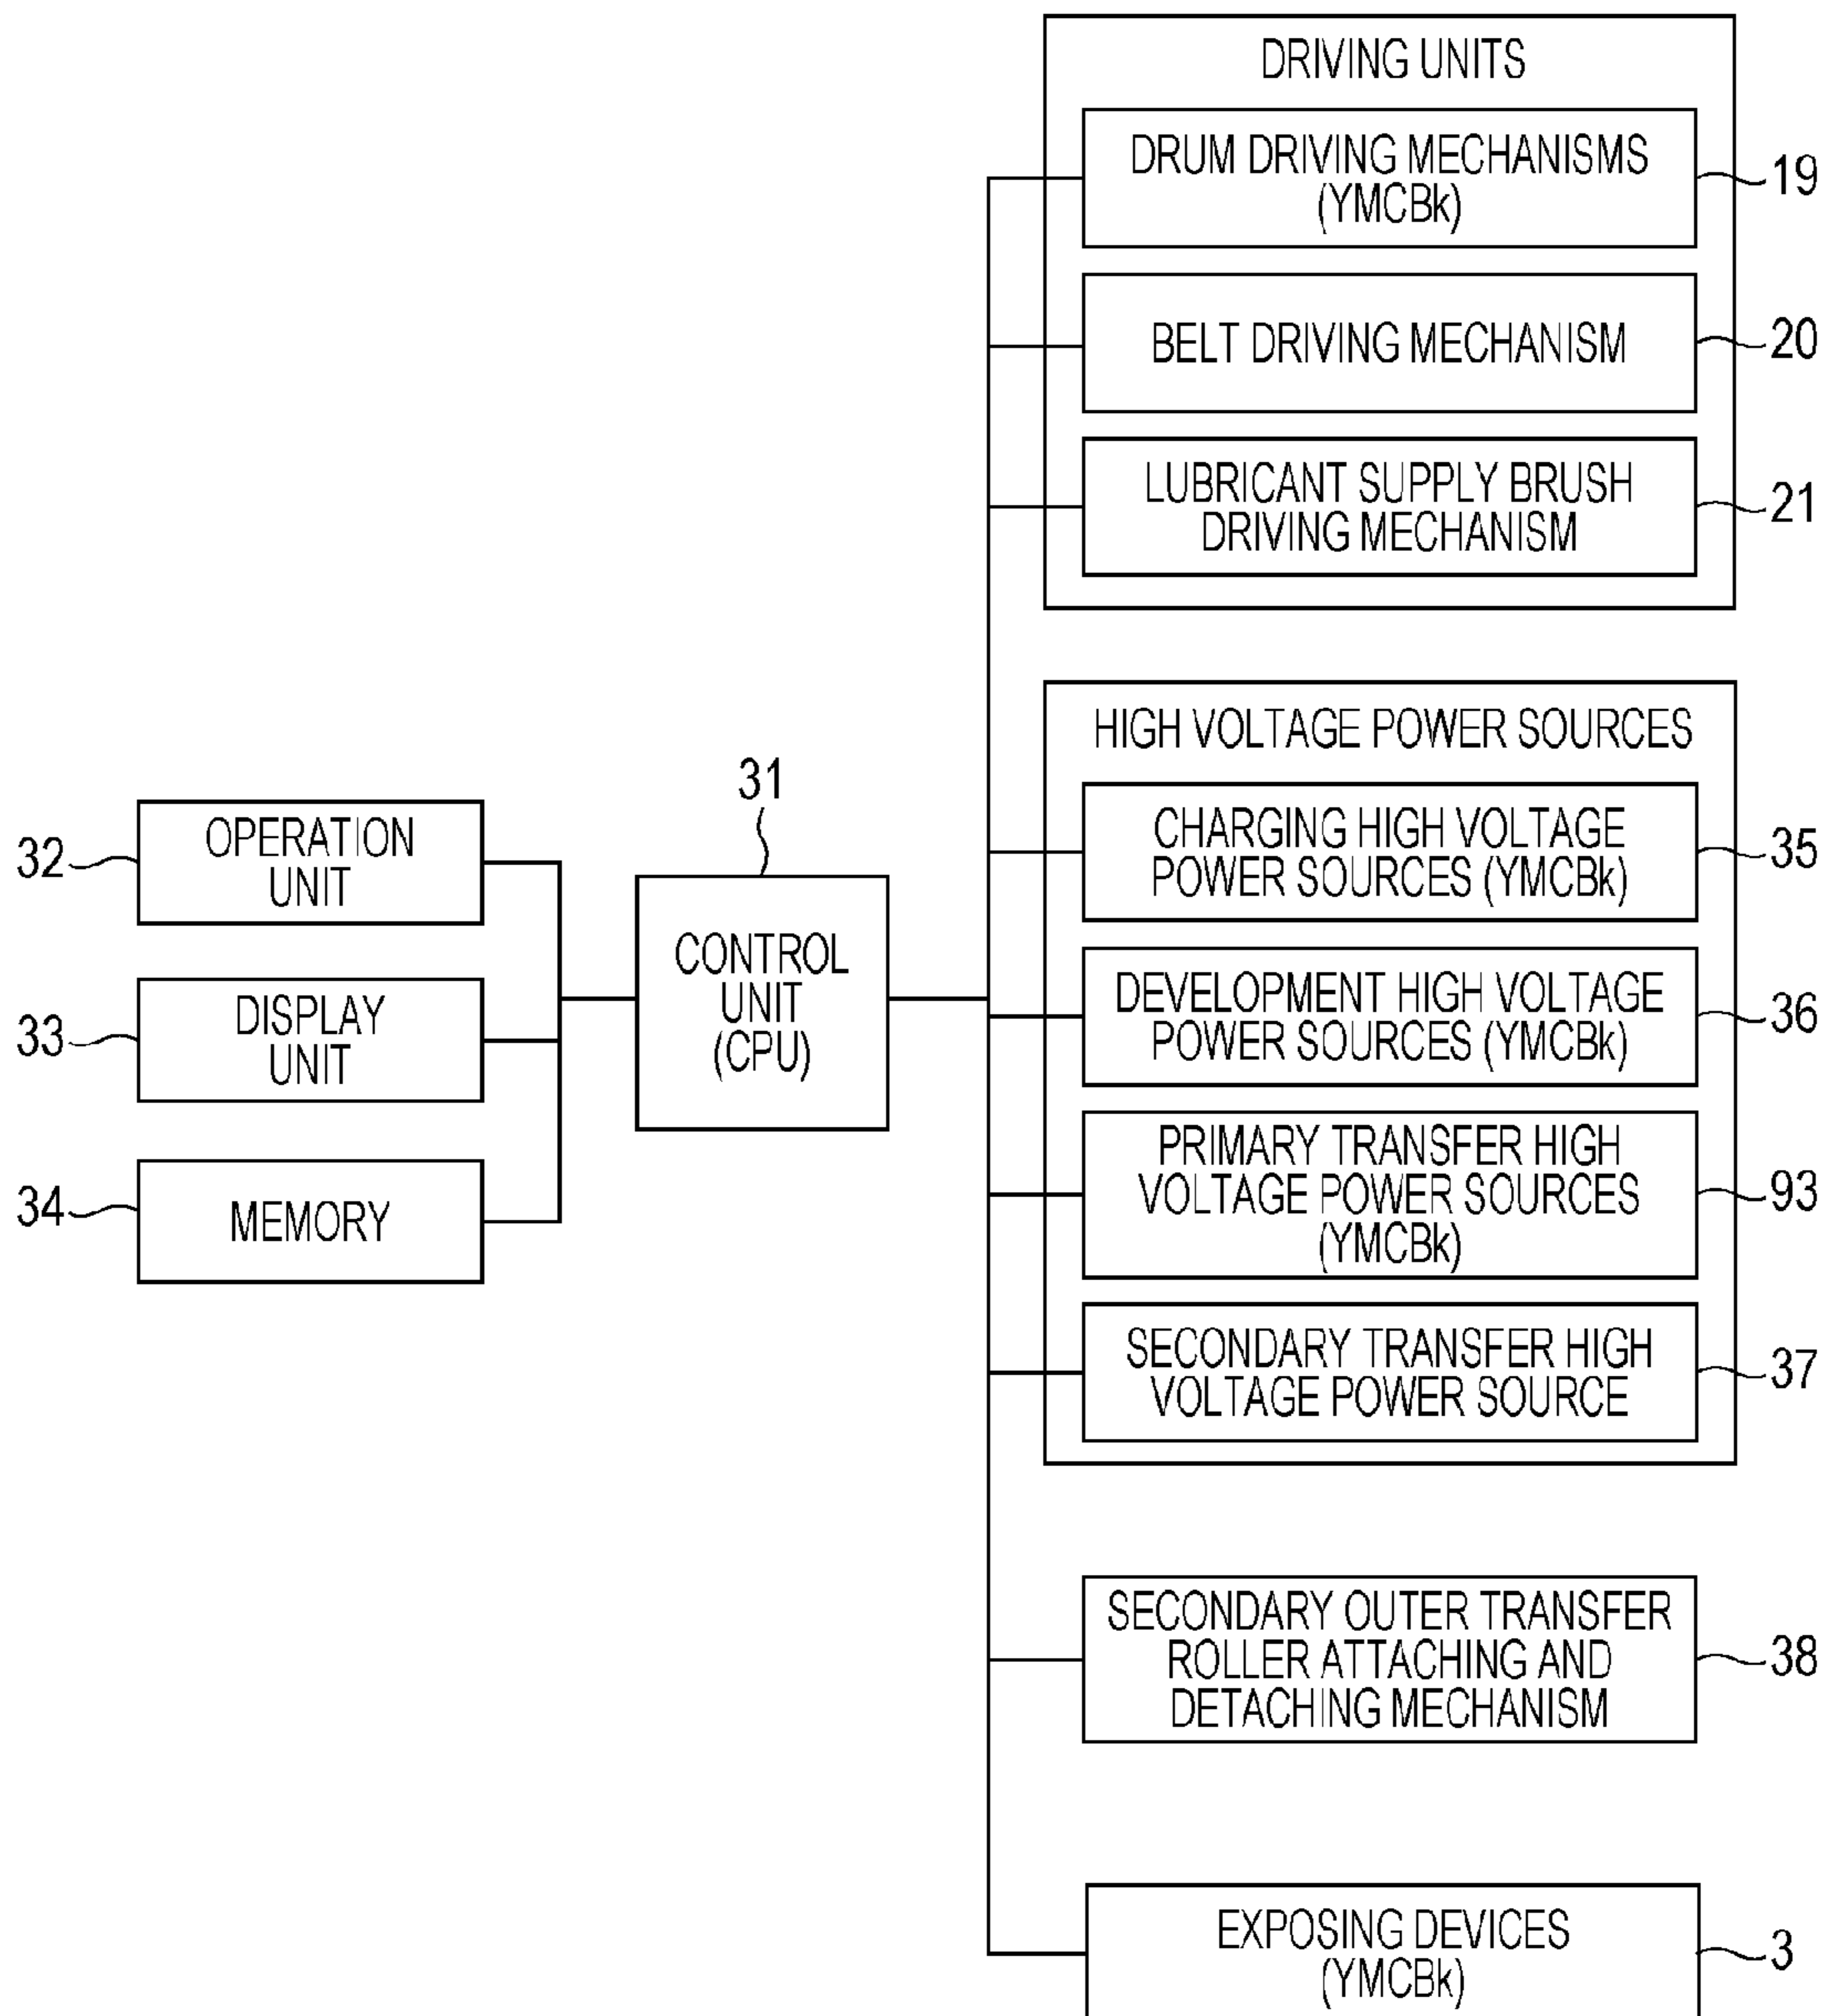 DRIVING UNITS
DRUM DRIVING MECHANISMS
(YMCBk)
19
BELT DRIVING MECHANISM
20
LUBRICANT SUPPLY BRUSH
DRIVING MECHANISM
21
HIGH VOLTAGE POWER SOURCES
CHARGING HIGH VOLTAGE
POWER SOURCES (YMCBk)
35
DEVELOPMENT HIGH VOLTAGE
POWER SOURCES (YMCBk)
36
PRIMARY TRANSFER HIGH
VOLTAGE POWER SOURCES
(YMCBk)
93
SECONDARY TRANSFER HIGH
VOLTAGE POWER SOURCE
37
SECONDARY OUTER TRANSFER
ROLLER ATTACHING AND
DETACHING MECHANISM
38
EXPOSING DEVICES
(YMCBk)
3
31
CONTROL
UNIT
(CPU)
32
OPERATION
UNIT
33
DISPLAY
UNIT
34
MEMORY